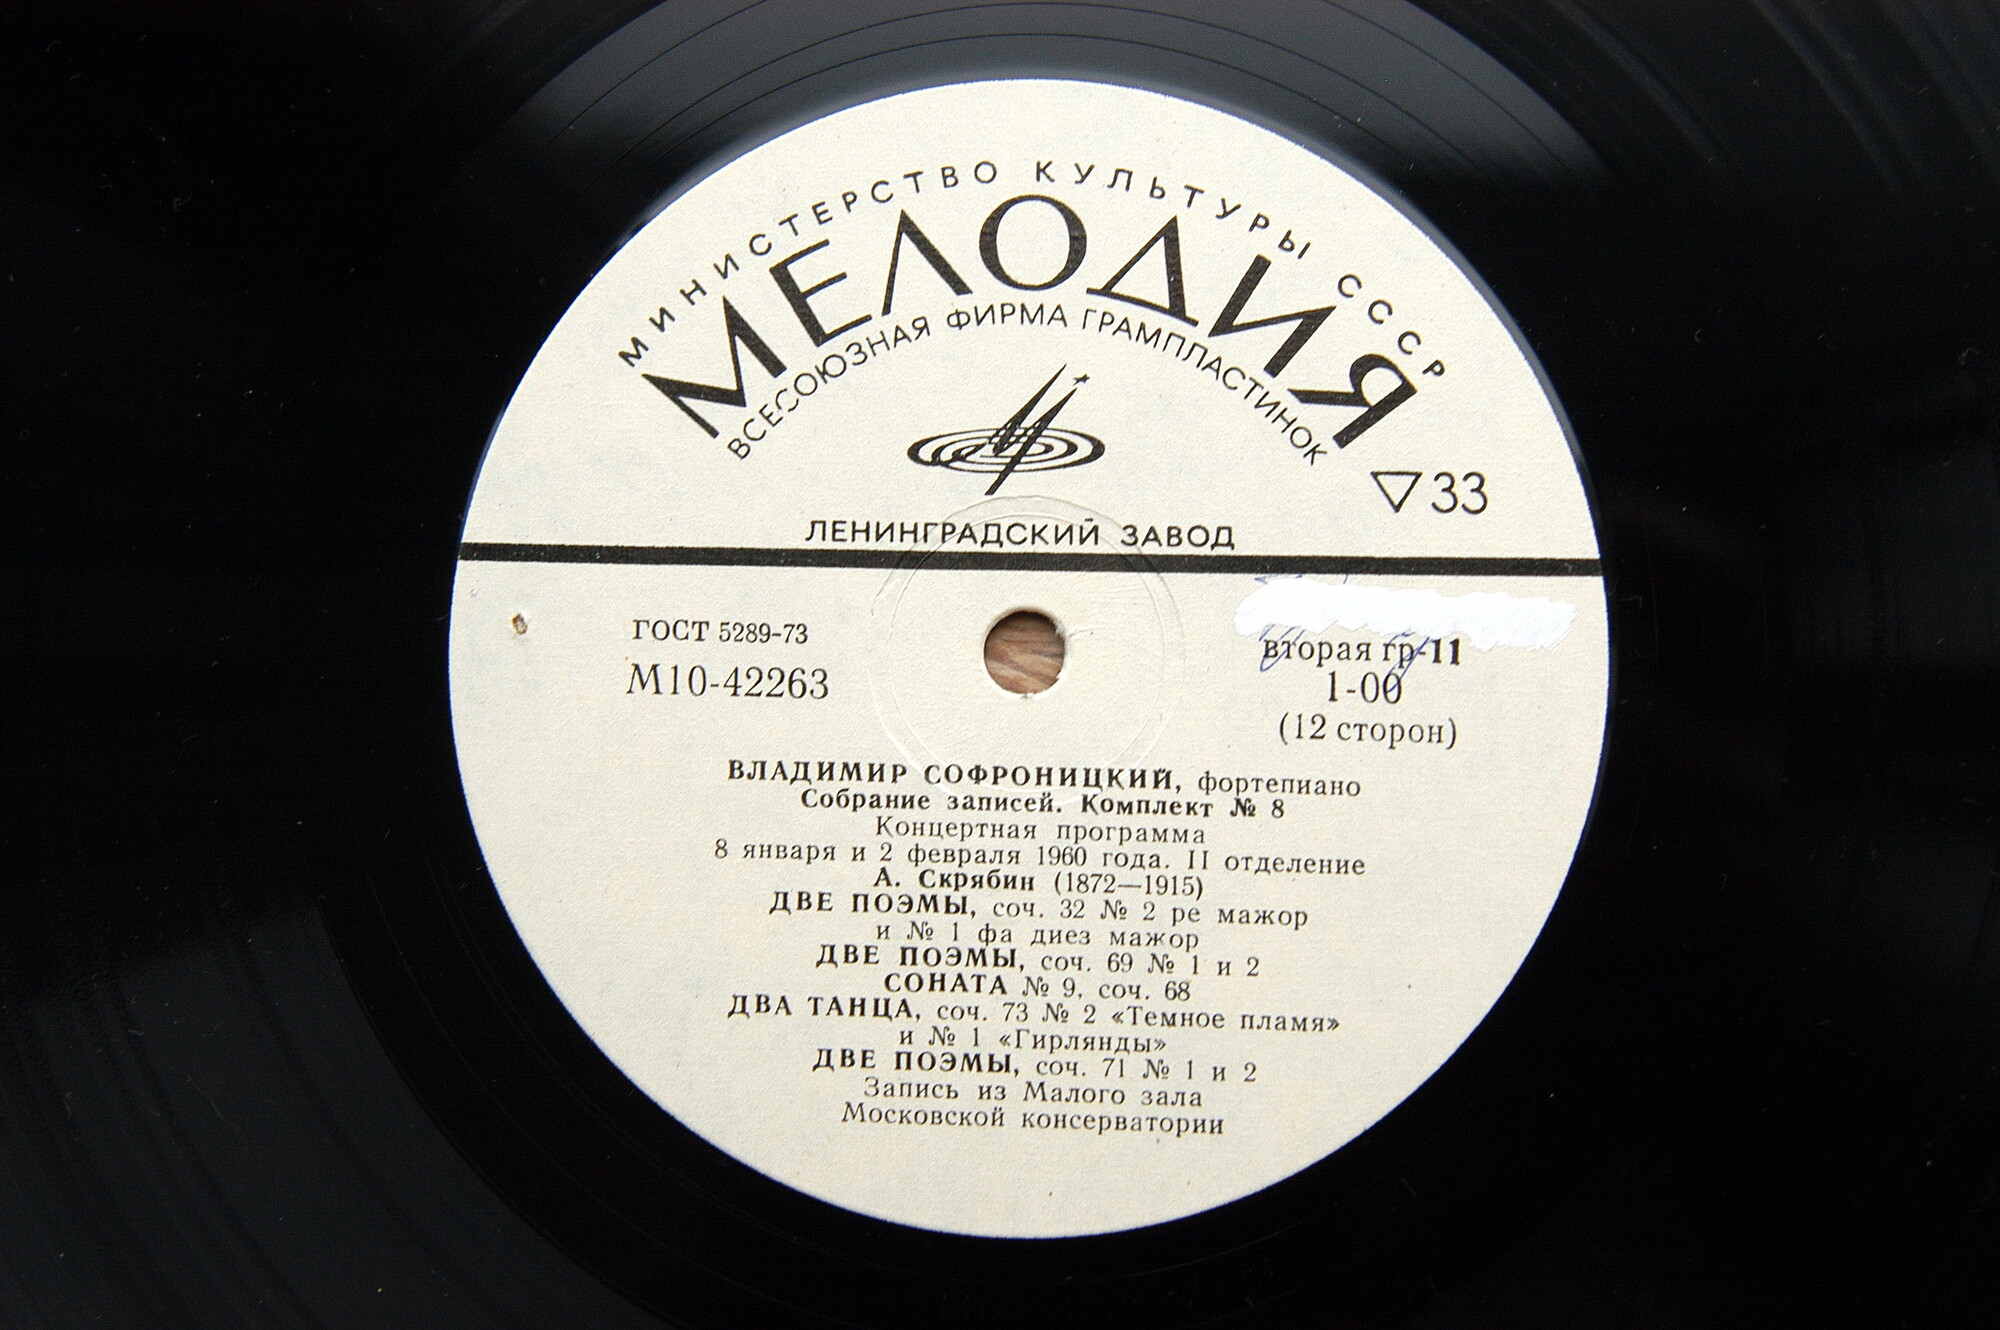 МИНИСТЕРСТВО КУЛЬТУРЫ СССР
МЕЛОДИЯ
ВСЕСОЮЗНАЯ ФИРМА ГРАМПЛАСТИНОК
33
ЛЕНИНГРАДСКИЙ ЗАВОД
ГОСТ 5289-73
М10-42263
вторая гр-11
1-00
(12 сторон)
ВЛАДИМИР СОФРОНИЦКИЙ, фортепиано
Собрание записей. Комплект № 8
Концертная программа
8 января и 2 февраля 1960 года. II отделение
А. Скрябин (1872—1915)
ДВЕ ПОЭМЫ, соч. 32 № 2 ре мажор
и № 1 фа диез мажор
ДВЕ ПОЭМЫ, соч. 69 № 1 и 2
СОНАТА № 9, соч. 68
ДВА ТАНЦА, соч. 73 № 2 «Темное пламя»
и № 1 «Гирлянды»
ДВЕ ПОЭМЫ, соч. 71 № 1 и 2
Запись из Малого зала
Московской консерватории